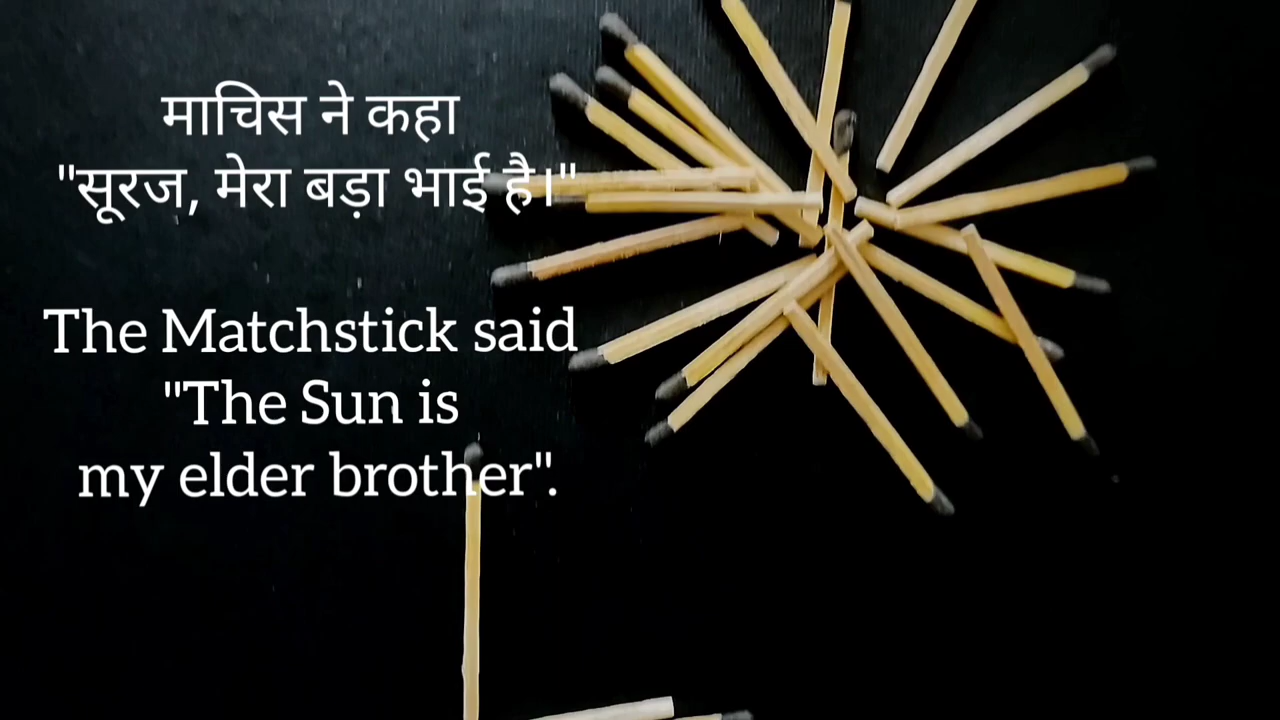 माचिस ने कहा
"सूरज, मेरा बड़ा भाई है।"
The Matchstick said
"The Sun is
my elder brother".